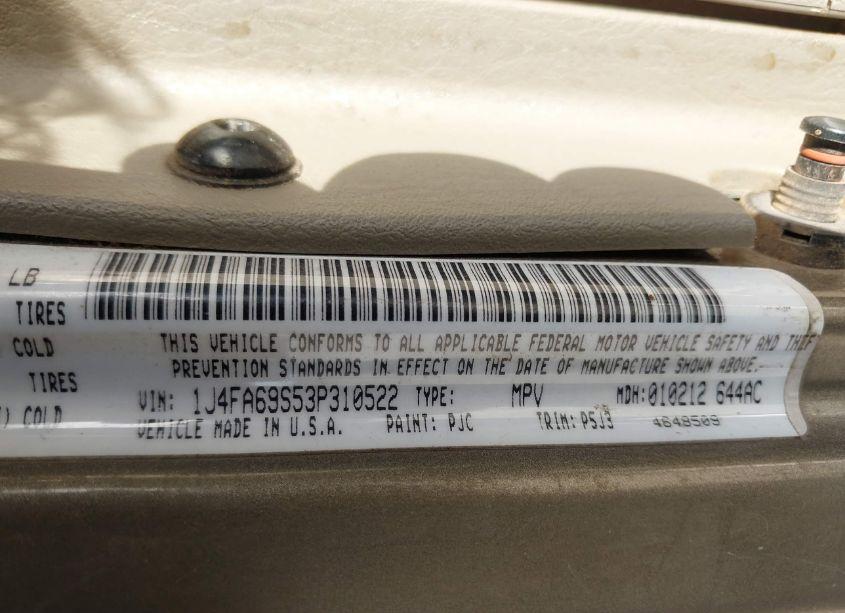 LB
TIRES
COLD
THIS VEHICLE CONFORMS TO ALL APPLICABLE FEDERAL MOTOR VEHICLE SAFETY AND THEFT
TIRES
PREVENTION STANDARDS IN EFFECT ON THE DATE OF MANUFACTURE SHOWN ABOVE.
) COLD
VIN: 1J4FA69S53P310522 TYPE: MPV MDH: 010212 644AC
VEHICLE MADE IN U.S.A. PAINT: PJC TRIM: P5J3 4648509